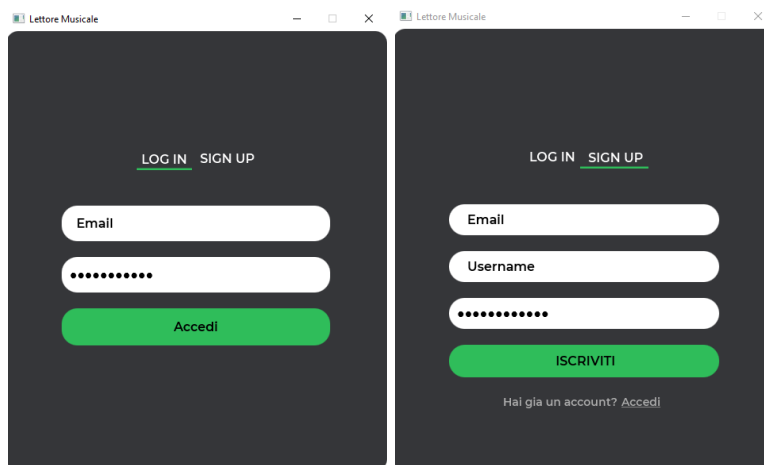 Lettore Musicale
LOG IN SIGN UP
Email
●●●●●●●●●●●
Accedi
Lettore Musicale
LOG IN SIGN UP
Email
Username
●●●●●●●●●●●●
ISCRIVITI
Hai gia un account? Accedi